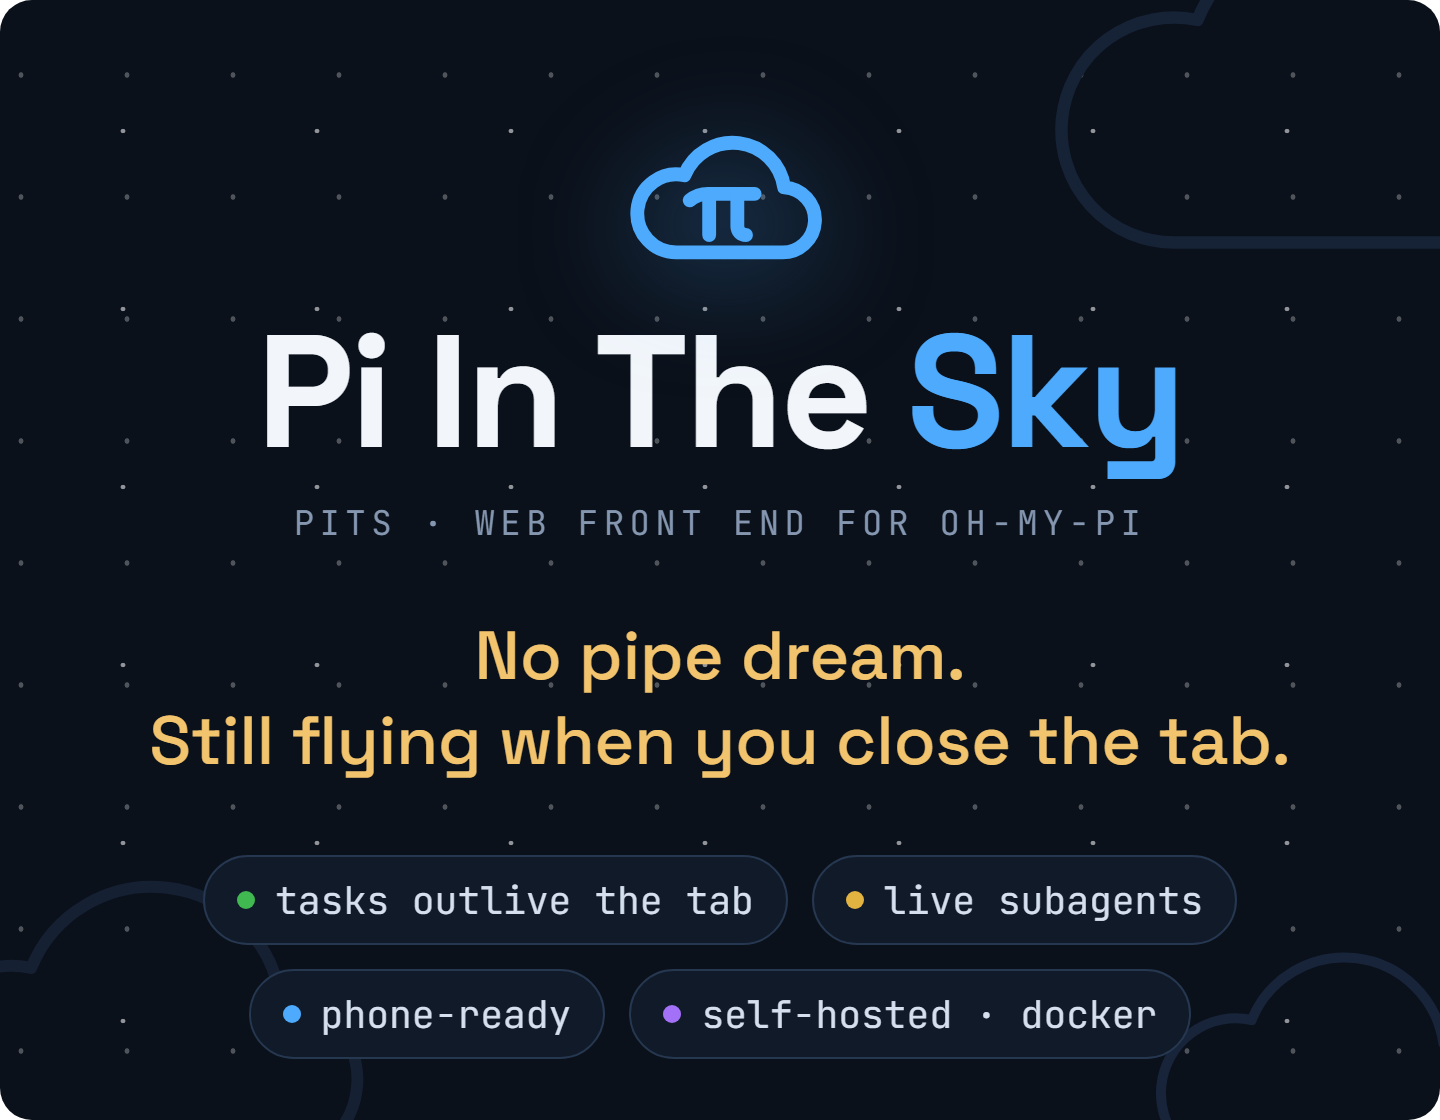 π
Pi In The Sky
PITS · WEB FRONT END FOR OH-MY-PI
No pipe dream.
Still flying when you close the tab.
tasks outlive the tab
live subagents
phone-ready
self-hosted · docker